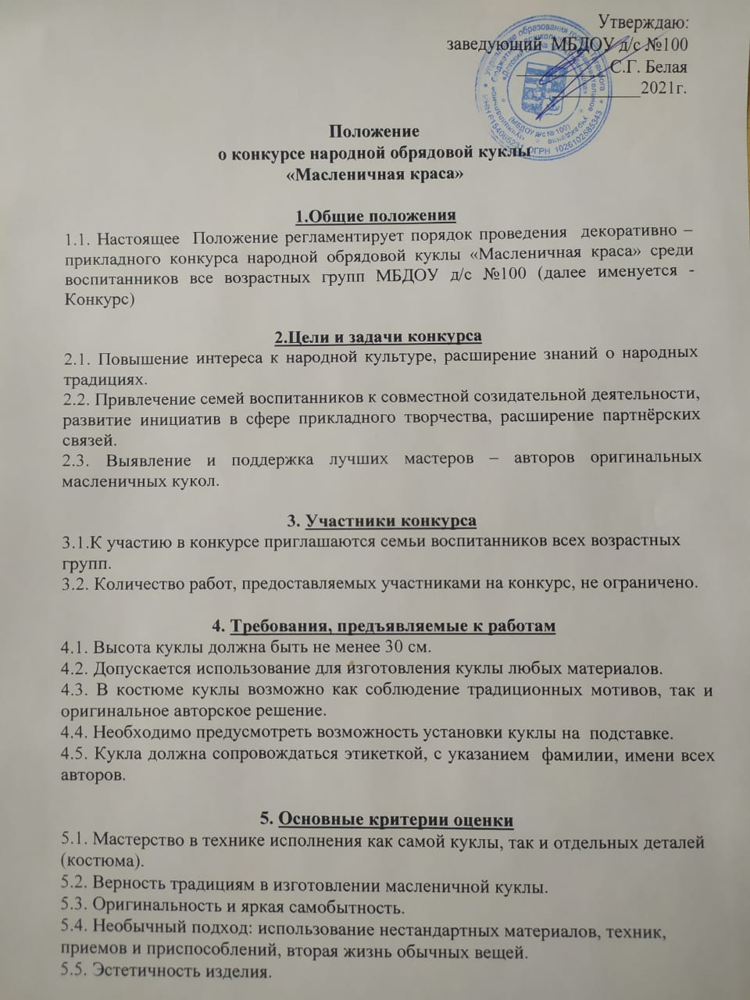 Утверждаю:
заведующий МБДОУ д/с №100
С.Г. Белая
2021г.
Положение
о конкурсе народной обрядовой куклы
«Масленичная краса»
1.Общие положения
1.1. Настоящее Положение регламентирует порядок проведения декоративно –
прикладного конкурса народной обрядовой куклы «Масленичная краса» среди
воспитанников все возрастных групп МБДОУ д/с №100 (далее именуется -
Конкурс)
2.Цели и задачи конкурса
2.1. Повышение интереса к народной культуре, расширение знаний о народных
традициях.
2.2. Привлечение семей воспитанников к совместной созидательной деятельности,
развитие инициатив в сфере прикладного творчества, расширение партнёрских
связей.
2.3. Выявление и поддержка лучших мастеров – авторов оригинальных
масленичных кукол.
3. Участники конкурса
3.1.К участию в конкурсе приглашаются семьи воспитанников всех возрастных
групп.
3.2. Количество работ, предоставляемых участниками на конкурс, не ограничено.
4. Требования, предъявляемые к работам
4.1. Высота куклы должна быть не менее 30 см.
4.2. Допускается использование для изготовления куклы любых материалов.
4.3. В костюме куклы возможно как соблюдение традиционных мотивов, так и
оригинальное авторское решение.
4.4. Необходимо предусмотреть возможность установки куклы на подставке.
4.5. Кукла должна сопровождаться этикеткой, с указанием фамилии, имени всех
авторов.
5. Основные критерии оценки
5.1. Мастерство в технике исполнения как самой куклы, так и отдельных деталей
(костюма).
5.2. Верность традициям в изготовлении масленичной куклы.
5.3. Оригинальность и яркая самобытность.
5.4. Необычный подход: использование нестандартных материалов, техник,
приемов и приспособлений, вторая жизнь обычных вещей.
5.5. Эстетичность изделия.
(МБДОУ д/с № 100)
ОГРН 1026102585343